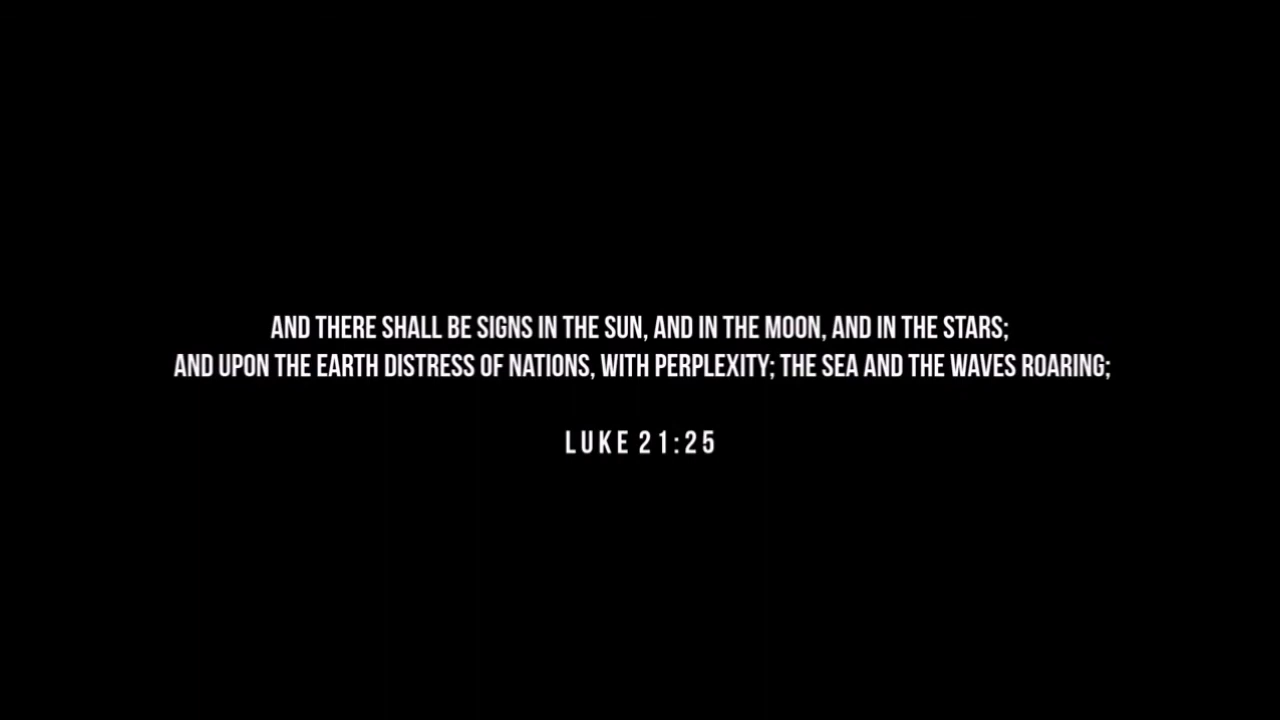 AND THERE SHALL BE SIGNS IN THE SUN, AND IN THE MOON, AND IN THE STARS;
AND UPON THE EARTH DISTRESS OF NATIONS, WITH PERPLEXITY; THE SEA AND THE WAVES ROARING;
LUKE 21:25